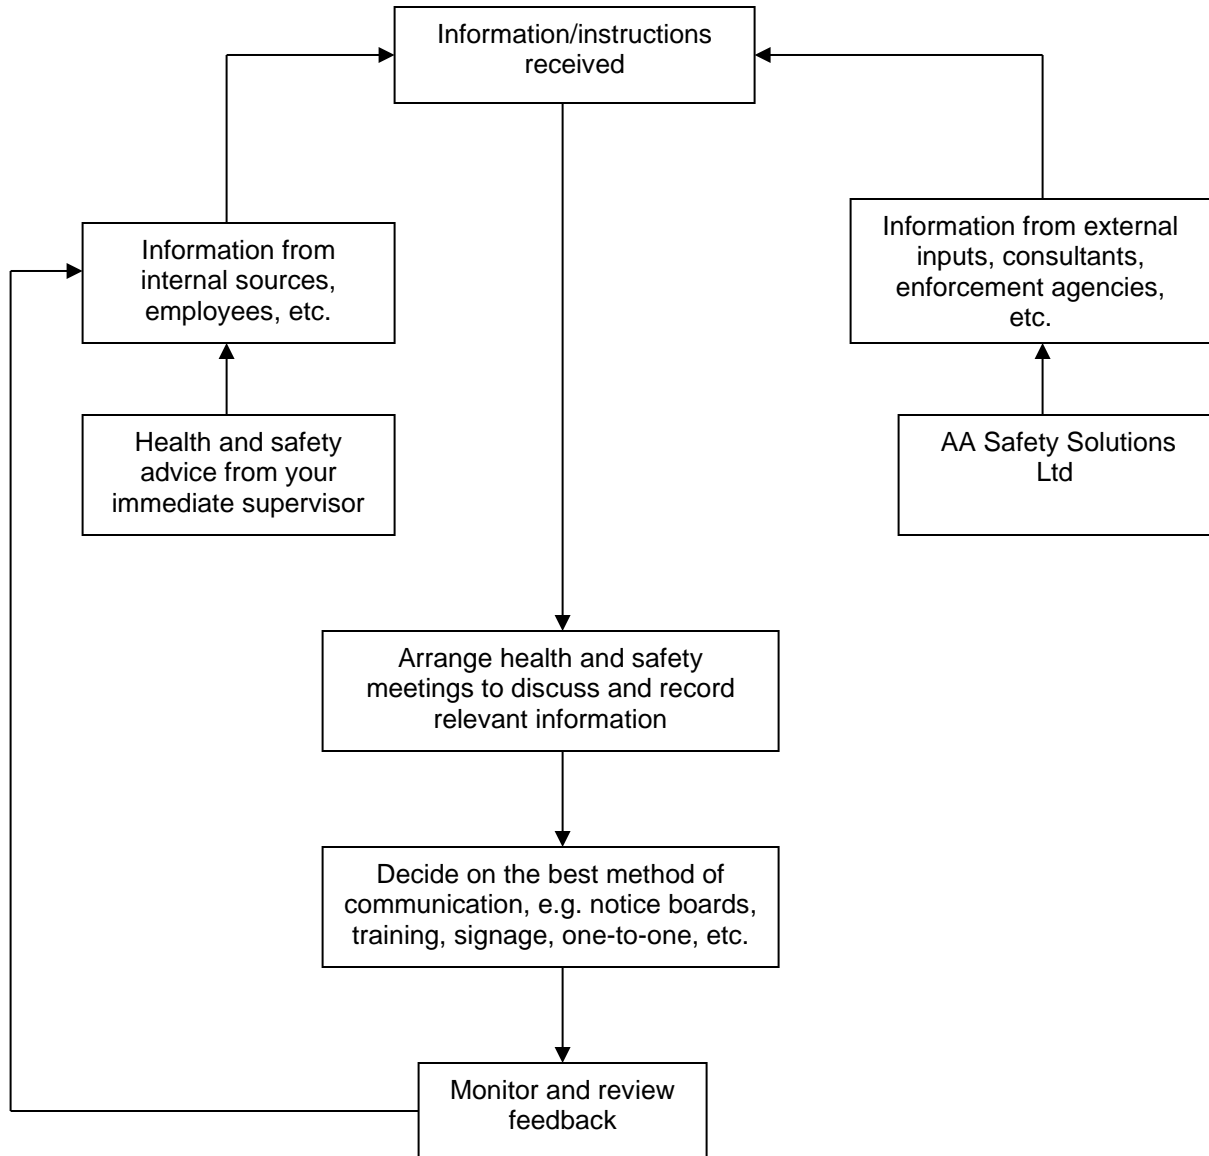 Information/instructions
received
Information from
internal sources,
employees, etc.
Information from external
inputs, consultants,
enforcement agencies,
etc.
Health and safety
advice from your
immediate supervisor
AA Safety Solutions
Ltd
Arrange health and safety
meetings to discuss and record
relevant information
Decide on the best method of
communication, e.g. notice boards,
training, signage, one-to-one, etc.
Monitor and review
feedback